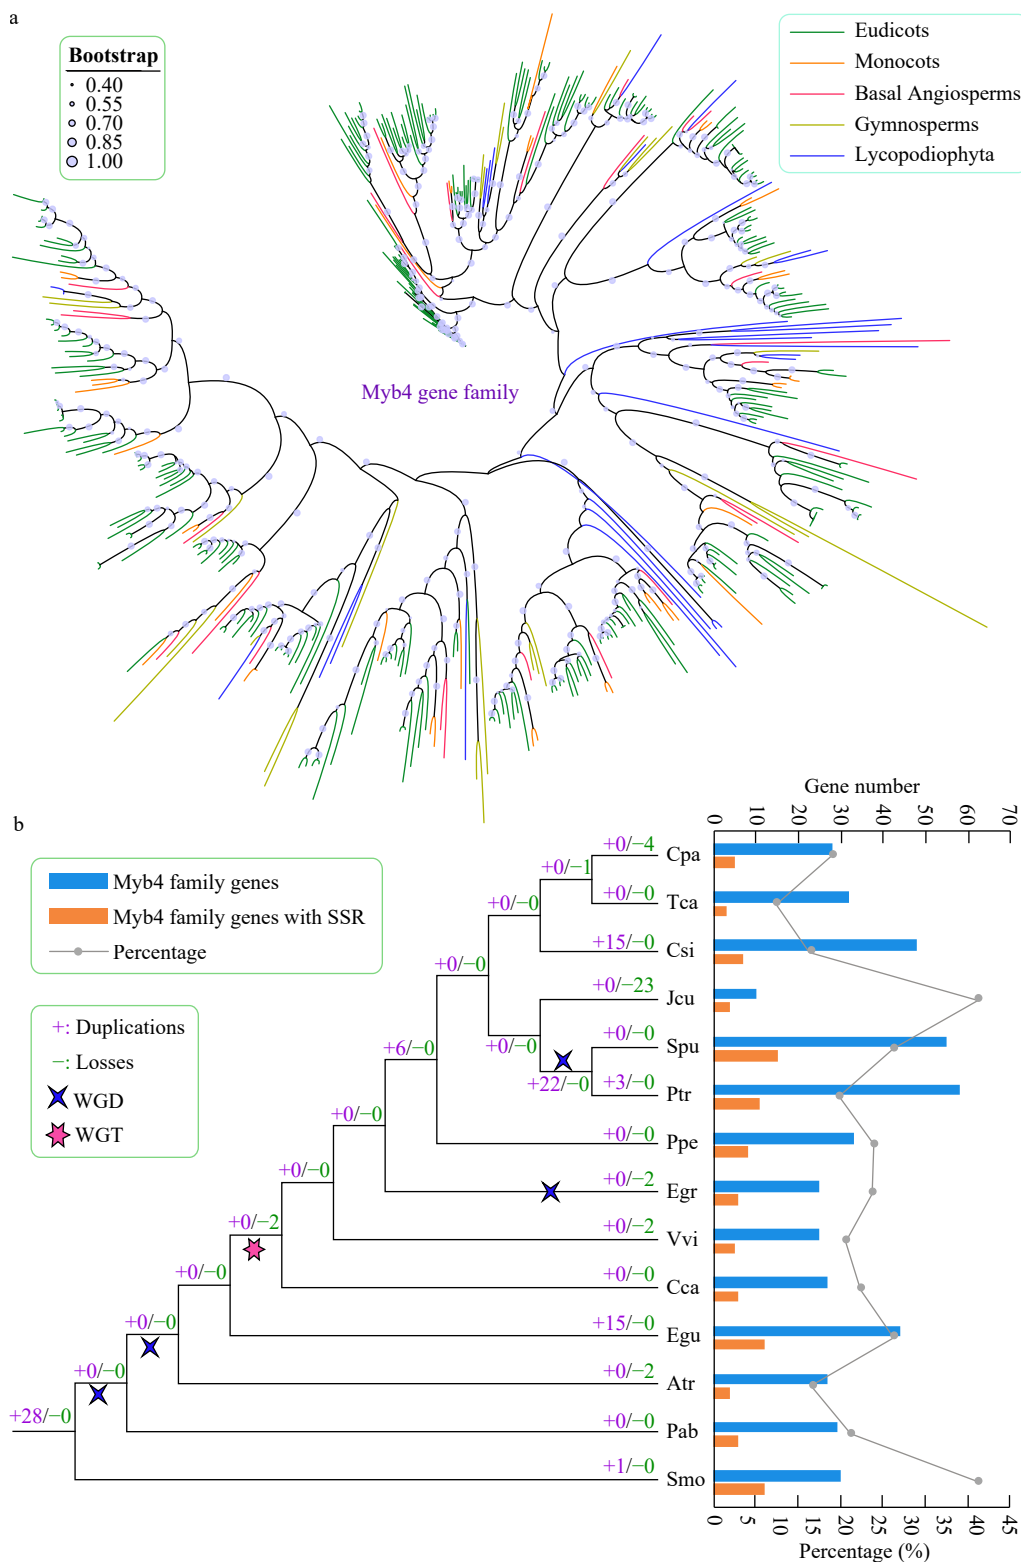 a
Bootstrap
0.40
0.55
0.70
0.85
1.00
Eudicots
Monocots
Basal Angiosperms
Gymnosperms
Lycopodiophyta
Myb4 gene family
b
Myb4 family genes
Myb4 family genes with SSR
Percentage
+: Duplications
−: Losses
WGD
WGT
Gene number
0 10 20 30 40 50 60 70
+0/−4 Cpa
+0/−1
+0/−0 Tca
+0/−0
+15/−0 Csi
+0/−0
+0/−23 Jcu
+0/−0
+0/−0 Spu
+22/−0
+3/−0 Ptr
+6/−0
+0/−0 Ppe
+0/−0
+0/−2 Egr
+0/−0
+0/−2 Vvi
+0/−2
+0/−0 Cca
+0/−0
+15/−0 Egu
+0/−0
+0/−2 Atr
+0/−0
+0/−0 Pab
+28/−0
+1/−0 Smo
0 5 10 15 20 25 30 35 40 45
Percentage (%)